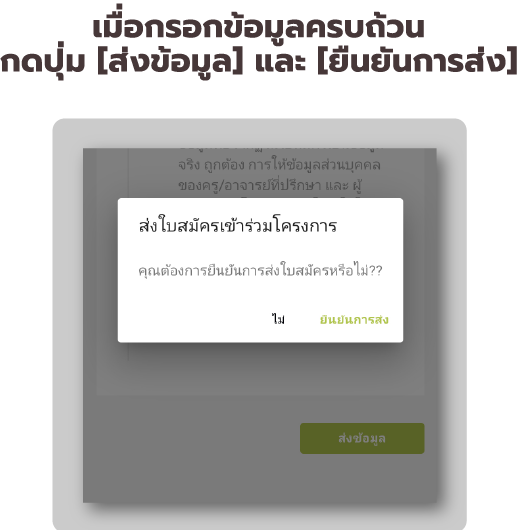 เมื่อกรอกข้อมูลครบถ้วน
กดปุ่ม [ส่งข้อมูล] และ [ยืนยันการส่ง]
จริง ถูกต้อง การให้ข้อมูลส่วนบุคคล
ของครู/อาจารย์ที่ปรึกษา และ ผู้
ส่งใบสมัครเข้าร่วมโครงการ
คุณต้องการยืนยันการส่งใบสมัครหรือไม่??
ไม่ ยืนยันการส่ง
ส่งข้อมูล